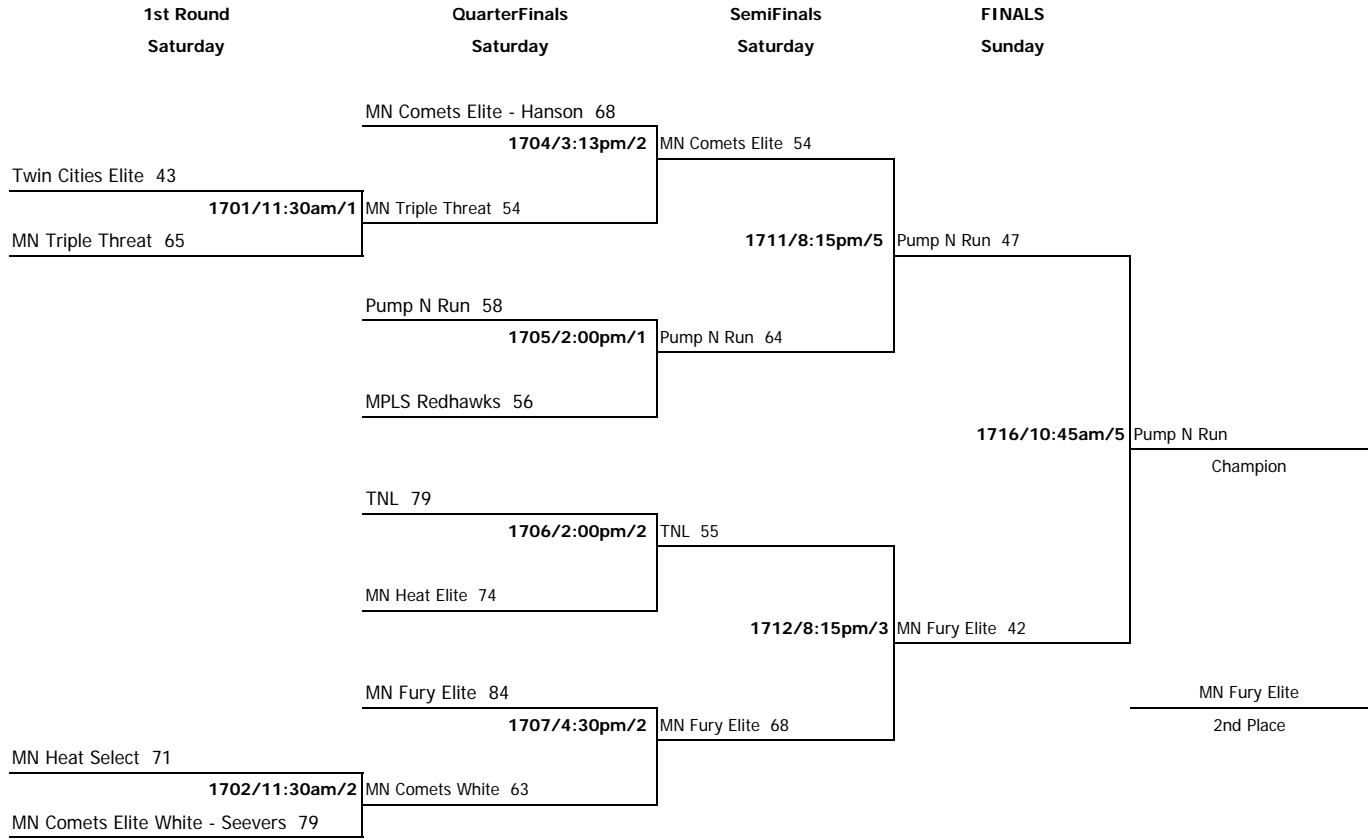 1st Round QuarterFinals SemiFinals FINALS
Saturday Saturday Saturday Sunday
MN Comets Elite - Hanson 68
1704/3:13pm/2 MN Comets Elite 54
Twin Cities Elite 43
1701/11:30am/1 MN Triple Threat 54
MN Triple Threat 65
1711/8:15pm/5 Pump N Run 47
Pump N Run 58
1705/2:00pm/1 Pump N Run 64
MPLS Redhawks 56
1716/10:45am/5 Pump N Run
Champion
TNL 79
1706/2:00pm/2 TNL 55
MN Heat Elite 74
1712/8:15pm/3 MN Fury Elite 42
MN Fury Elite 84
MN Fury Elite
1707/4:30pm/2 MN Fury Elite 68
2nd Place
MN Heat Select 71
1702/11:30am/2 MN Comets White 63
MN Comets Elite White - Seevers 79